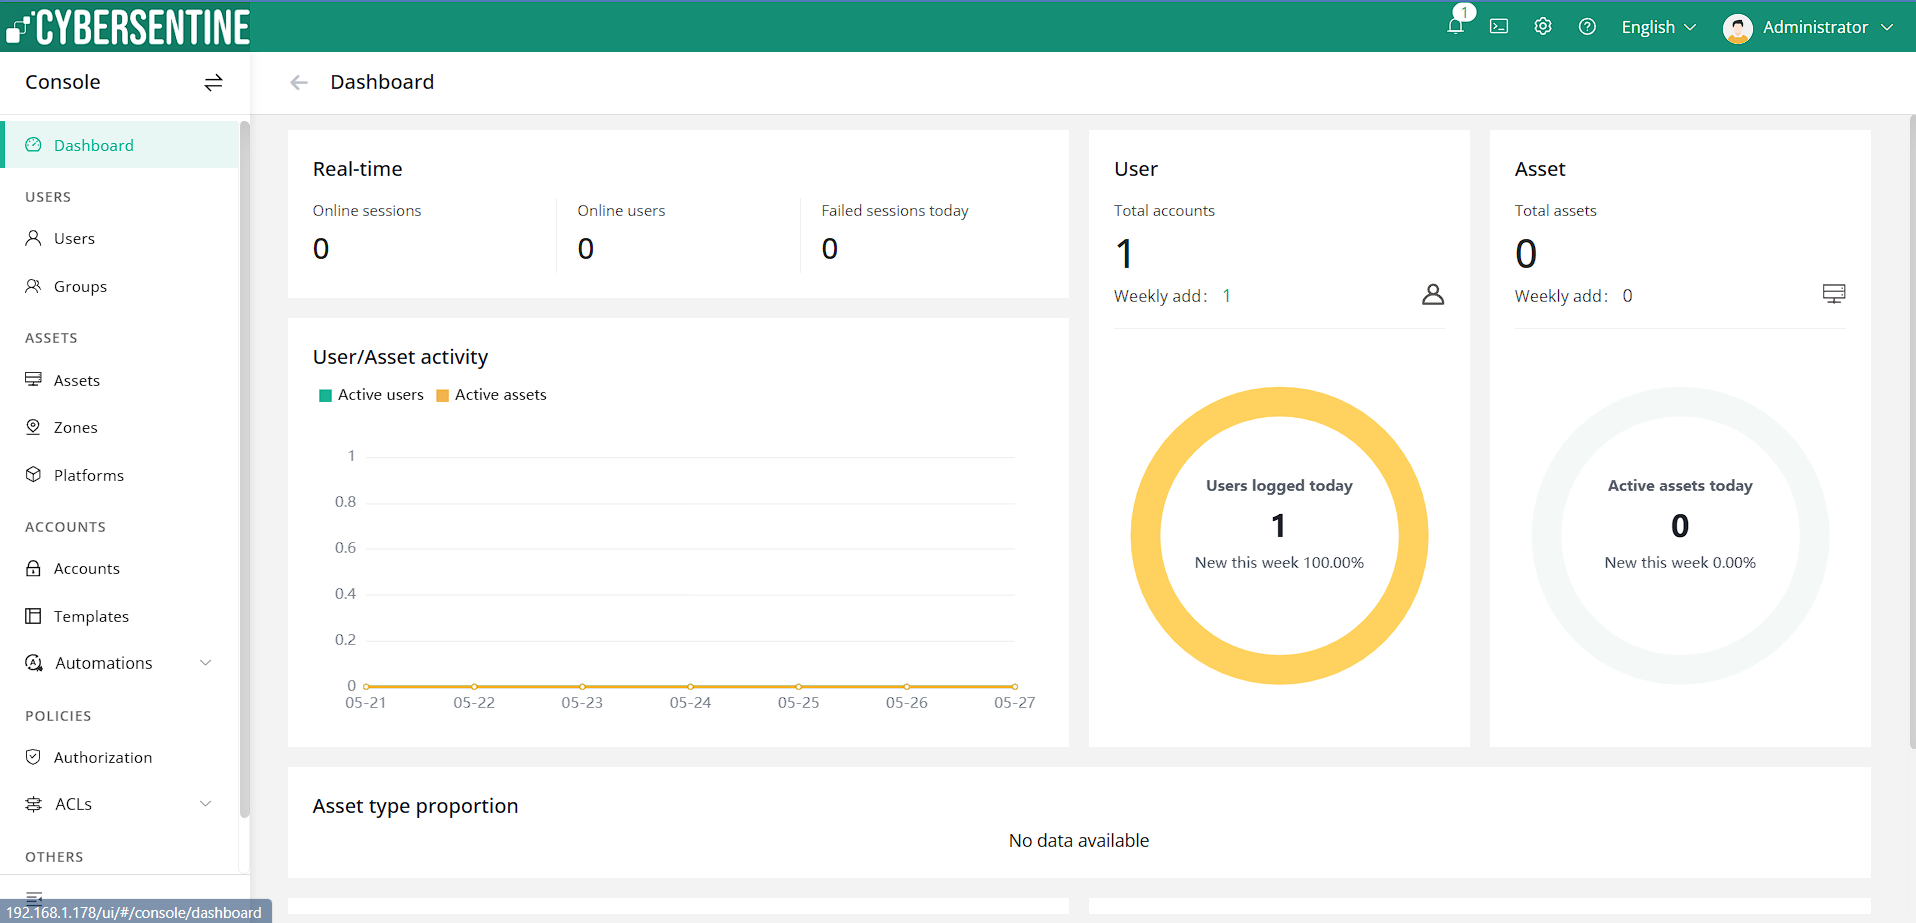 CYBERSENTINE
1
English
Administrator
Console
Dashboard
Dashboard
USERS
Users
Groups
ASSETS
Assets
Zones
Platforms
ACCOUNTS
Accounts
Templates
Automations
POLICIES
Authorization
ACLs
OTHERS
192.168.1.178/ui/#/console/dashboard
Real-time
Online sessions
0
Online users
0
Failed sessions today
0
User/Asset activity
Active users
Active assets
1
0.8
0.6
0.4
0.2
0
05-21 05-22 05-23 05-24 05-25 05-26 05-27
User
Total accounts
1
Weekly add: 1
Users logged today
1
New this week 100.00%
Asset
Total assets
0
Weekly add: 0
Active assets today
0
New this week 0.00%
Asset type proportion
No data available